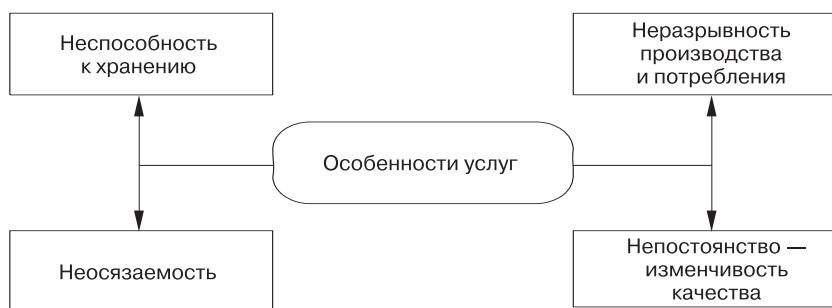 Неспособность
к хранению
Неразрывность
производства
и потребления
Особенности услуг
Неосязаемость
Непостоянство —
изменчивость
качества